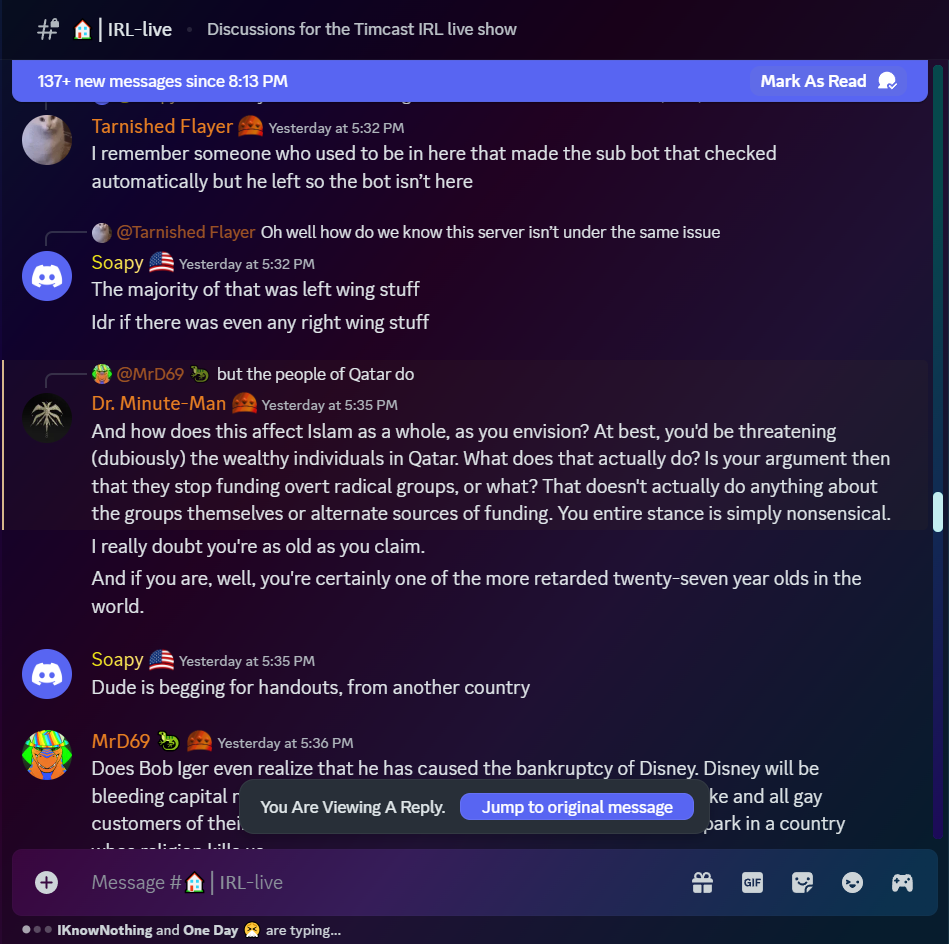 IRL-live • Discussions for the Timcast IRL live show
137+ new messages since 8:13 PM
Mark As Read
Tarnished Flayer Yesterday at 5:32 PM
I remember someone who used to be in here that made the sub bot that checked
automatically but he left so the bot isn’t here
@Tarnished Flayer Oh well how do we know this server isn’t under the same issue
Soapy Yesterday at 5:32 PM
The majority of that was left wing stuff
Idr if there was even any right wing stuff
@MrD69 but the people of Qatar do
Dr. Minute-Man Yesterday at 5:35 PM
And how does this affect Islam as a whole, as you envision? At best, you'd be threatening
(dubiously) the wealthy individuals in Qatar. What does that actually do? Is your argument then
that they stop funding overt radical groups, or what? That doesn't actually do anything about
the groups themselves or alternate sources of funding. You entire stance is simply nonsensical.
I really doubt you're as old as you claim.
And if you are, well, you're certainly one of the more retarded twenty-seven year olds in the
world.
Soapy Yesterday at 5:35 PM
Dude is begging for handouts, from another country
MrD69 Yesterday at 5:36 PM
Does Bob Iger even realize that he has caused the bankruptcy of Disney. Disney will be
bleeding capital
and all gay
customers of
park in a country
You Are Viewing A Reply.
Jump to original message
Message # | IRL-live
GIF
IKnowNothing and One Day are typing...